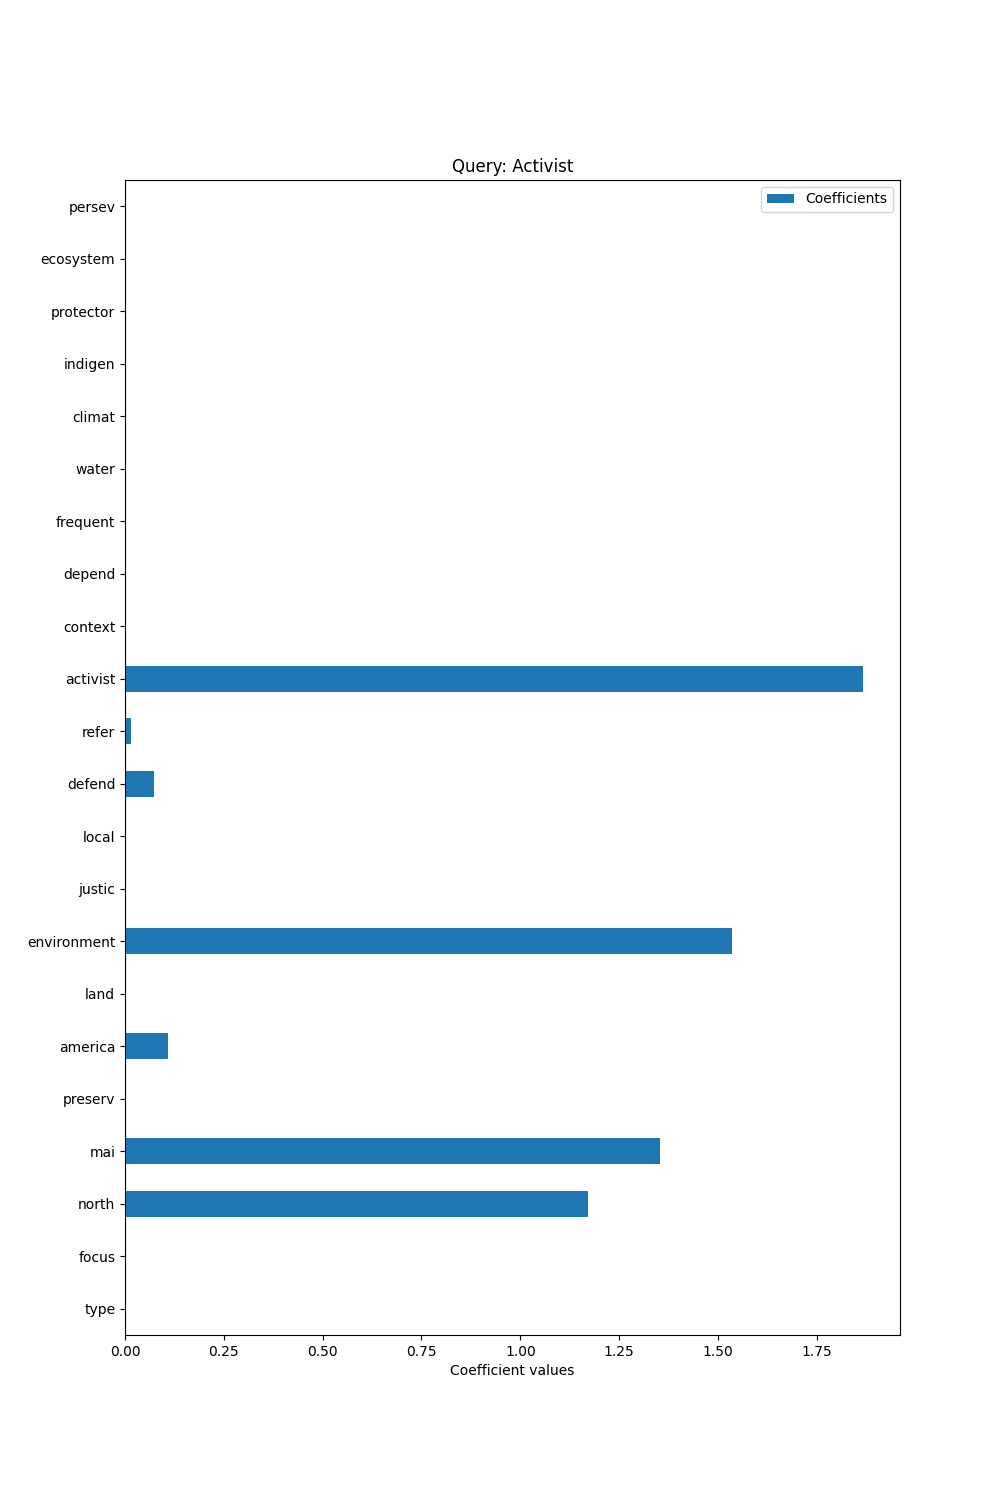 Query: Activist
Coefficients
persev
ecosystem
protector
indigen
climat
water
frequent
depend
context
activist
refer
defend
local
justic
environment
land
america
preserv
mai
north
focus
type
0.00 0.25 0.50 0.75 1.00 1.25 1.50 1.75
Coefficient values